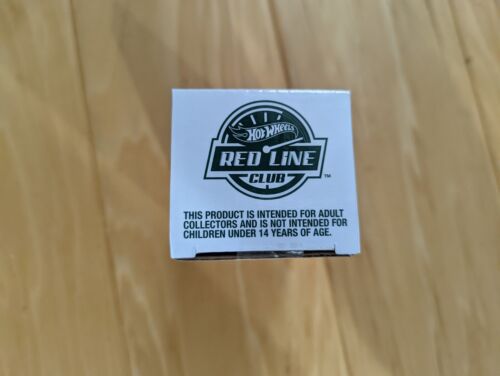 HOT WHEELS
RED LINE
CLUB
TM
THIS PRODUCT IS INTENDED FOR ADULT
COLLECTORS AND IS NOT INTENDED FOR
CHILDREN UNDER 14 YEARS OF AGE.